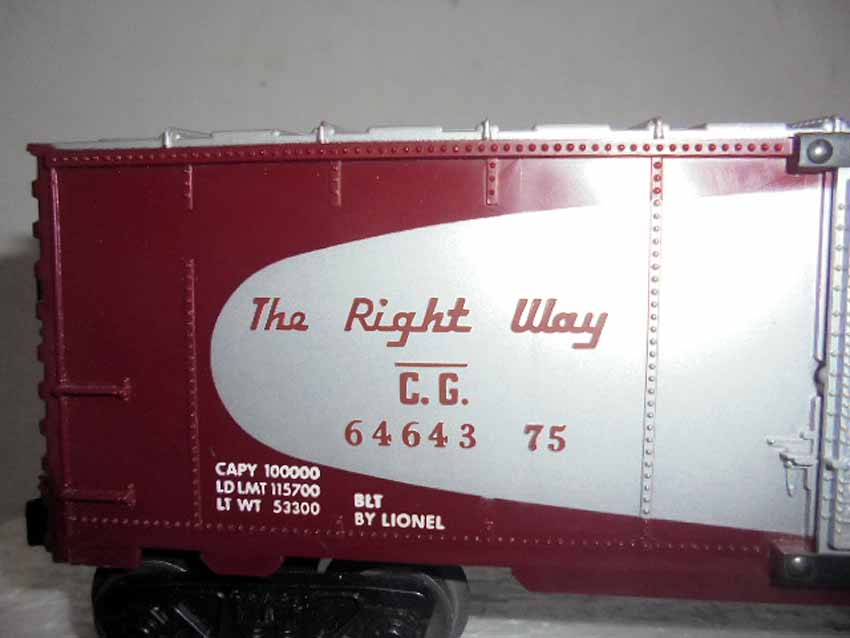 The Right Way
C. G.
64643 75
CAPY 100000
LD LMT 115700
LT WT 53300
BLT
BY LIONEL